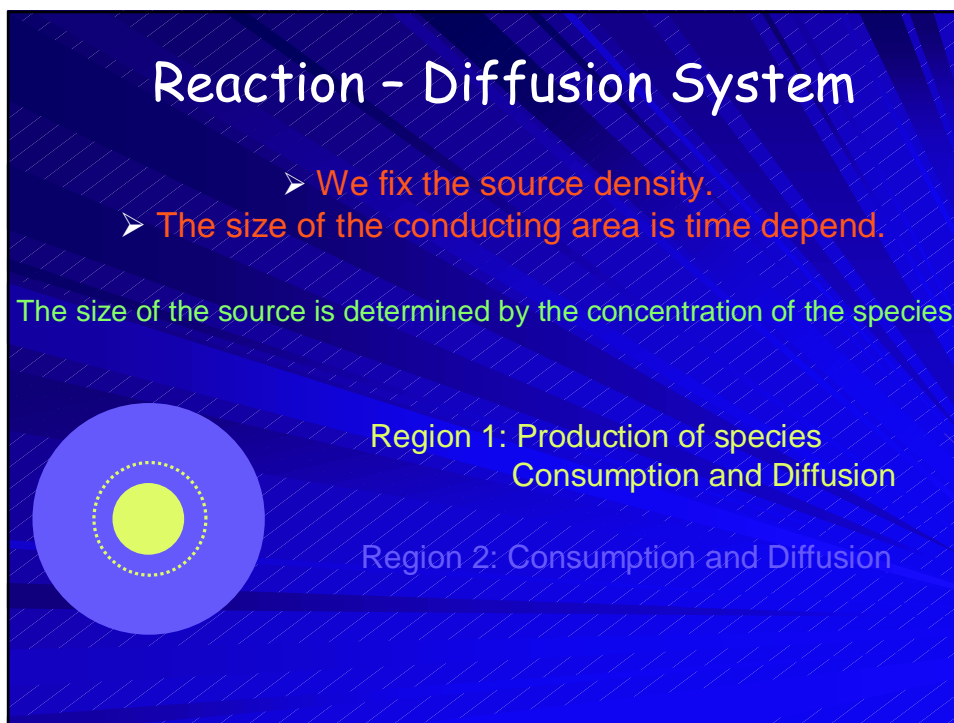 Reaction – Diffusion System
➢ We fix the source density.
➢ The size of the conducting area is time depend.
The size of the source is determined by the concentration of the species
Region 1: Production of species
Consumption and Diffusion
Region 2: Consumption and Diffusion